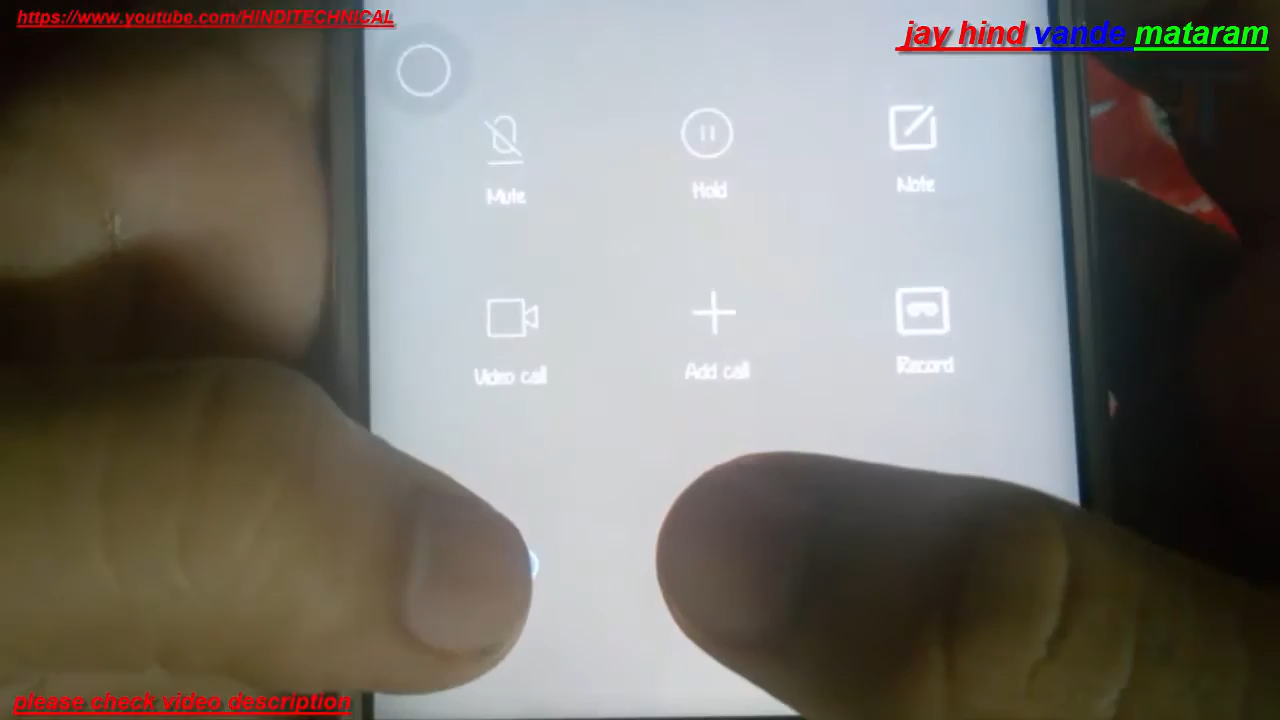 https://www.youtube.com/HINDITECHNICAL
jay hind vande mataram
Mute
Hold
Note
Video call
Add call
Record
please check video description